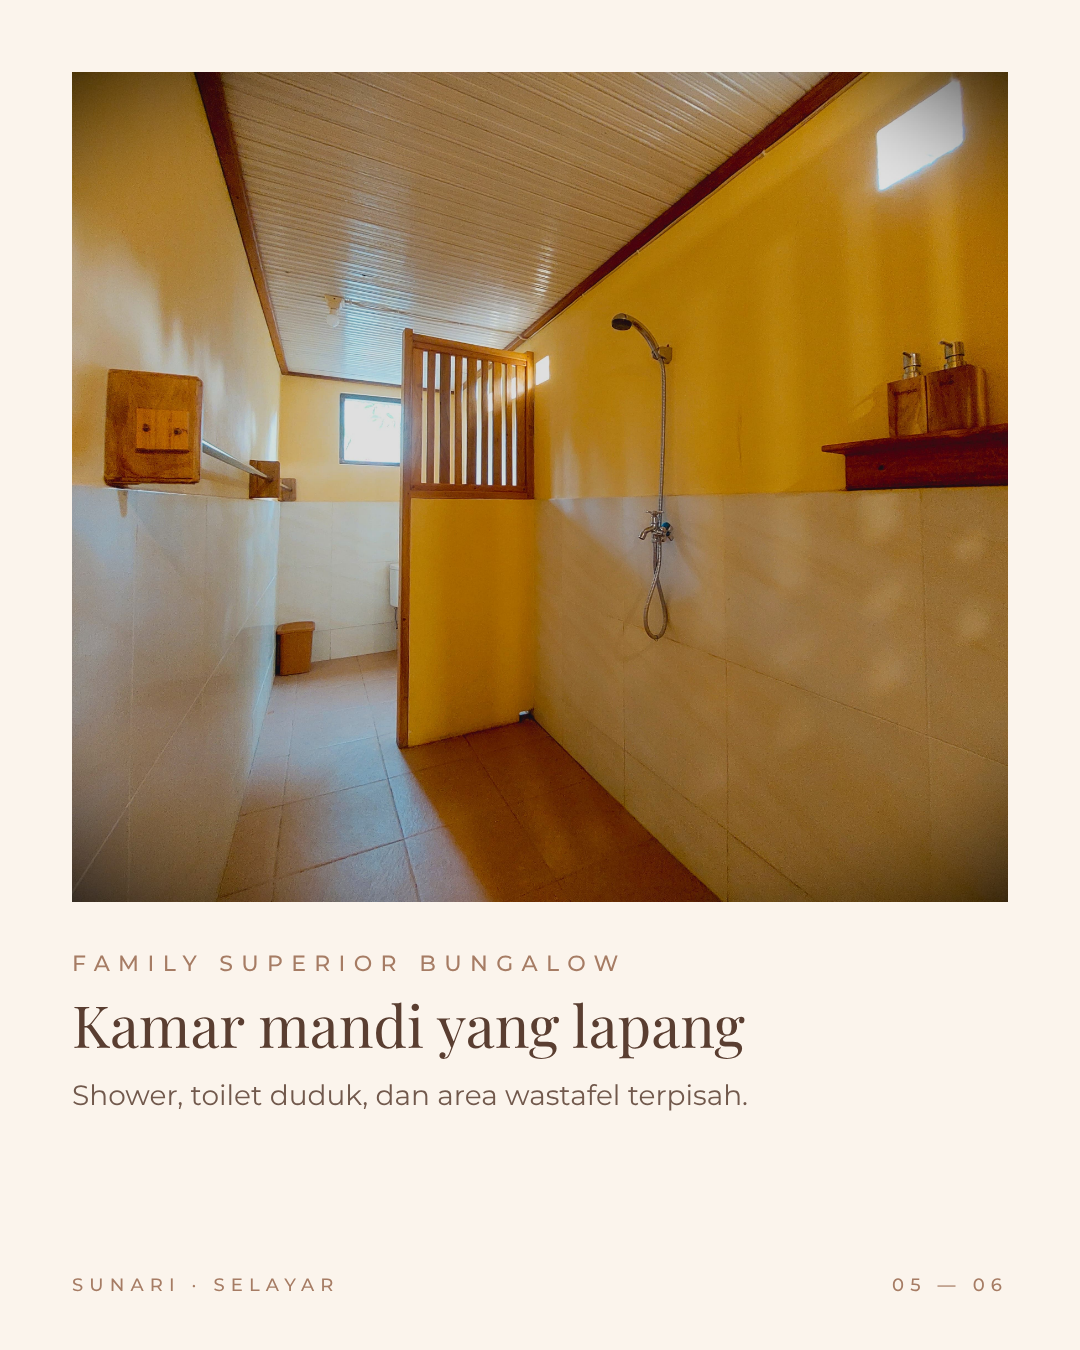 FAMILY SUPERIOR BUNGALOW
Kamar mandi yang lapang
Shower, toilet duduk, dan area wastafel terpisah.
SUNARI · SELAYAR
05 — 06